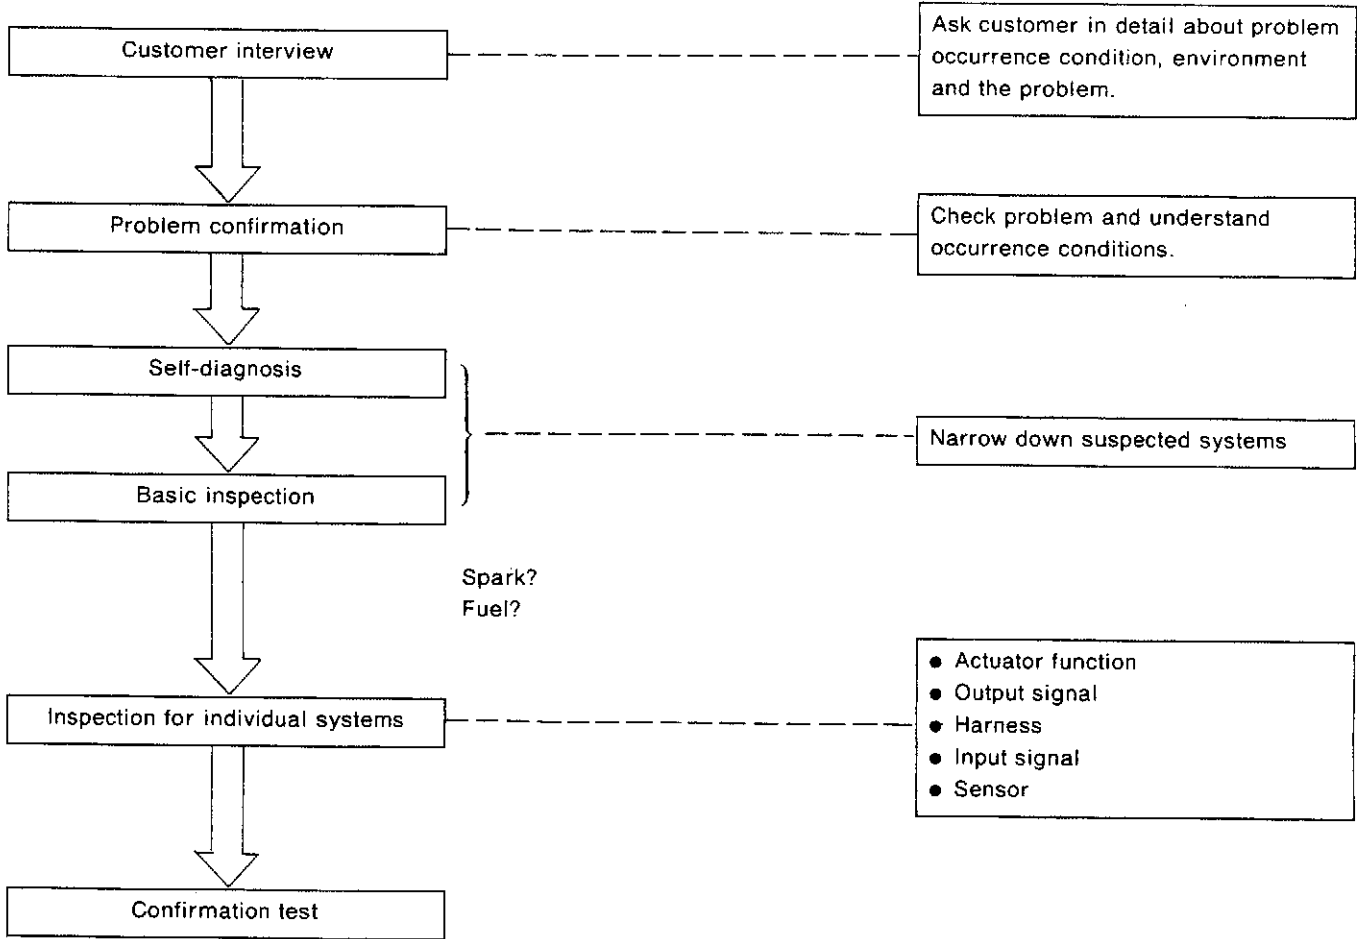 Customer interview
Ask customer in detail about problem
occurrence condition, environment
and the problem.
Problem confirmation
Check problem and understand
occurrence conditions.
Self-diagnosis
Basic inspection
Narrow down suspected systems
Spark?
Fuel?
Inspection for individual systems
● Actuator function
● Output signal
● Harness
● Input signal
● Sensor
Confirmation test